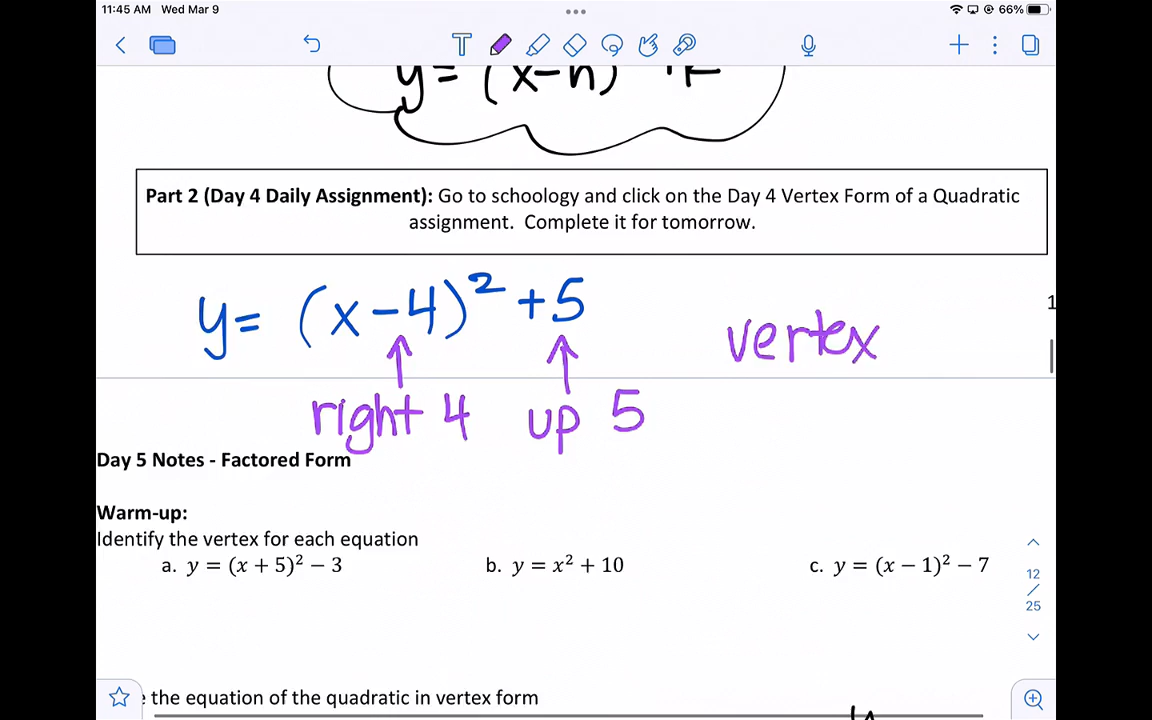 11:45 AM Wed Mar 9
66%
y = (x-h) +k
Part 2 (Day 4 Daily Assignment): Go to schoology and click on the Day 4 Vertex Form of a Quadratic
assignment. Complete it for tomorrow.
1
y= (x-4)² +5
vertex
right 4 up 5
Day 5 Notes - Factored Form
Warm-up:
Identify the vertex for each equation
a. y = (x + 5)² − 3 b. y = x² + 10 c. y = (x − 1)² − 7
12
/
25
the equation of the quadratic in vertex form